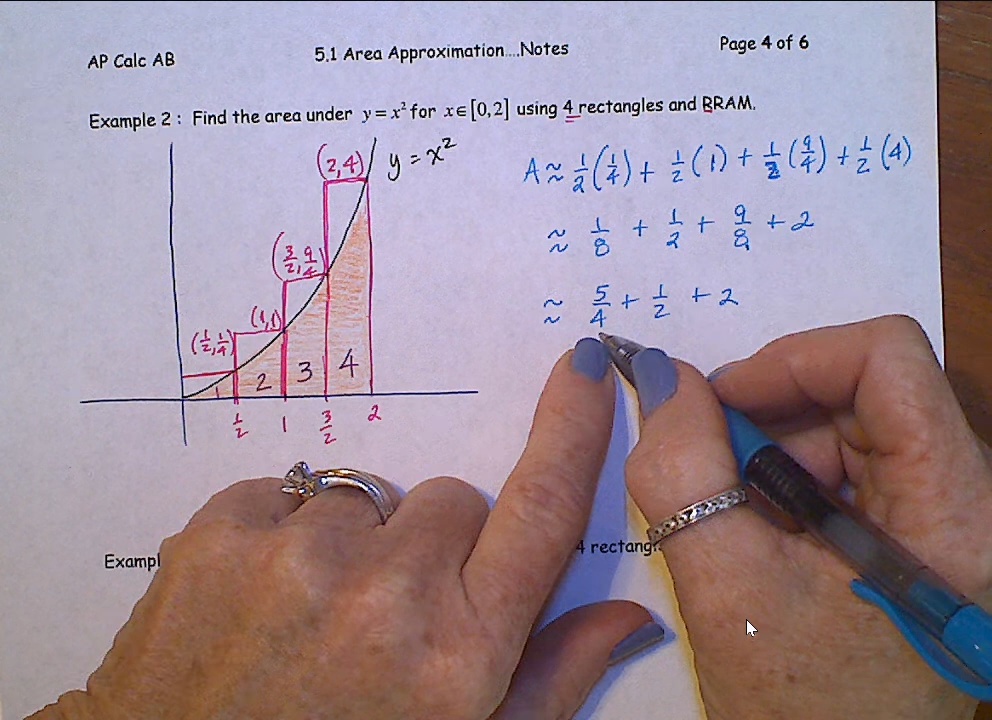 AP Calc AB 5.1 Area Approximation....Notes Page 4 of 6
Example 2 : Find the area under y = x² for x ∈ [0,2] using 4 rectangles and RRAM.
(2,4) y = x²
A ≈ 1/2(1/4) + 1/2(1) + 1/2(9/4) + 1/2(4)
≈ 1/8 + 1/2 + 9/8 + 2
(3/2, 9/4)
≈ 5/4 + 1/2 + 2
(1,1)
(1/2, 1/4)
1 2 3 4
1/2 1 3/2 2
Exampl 4 rectang